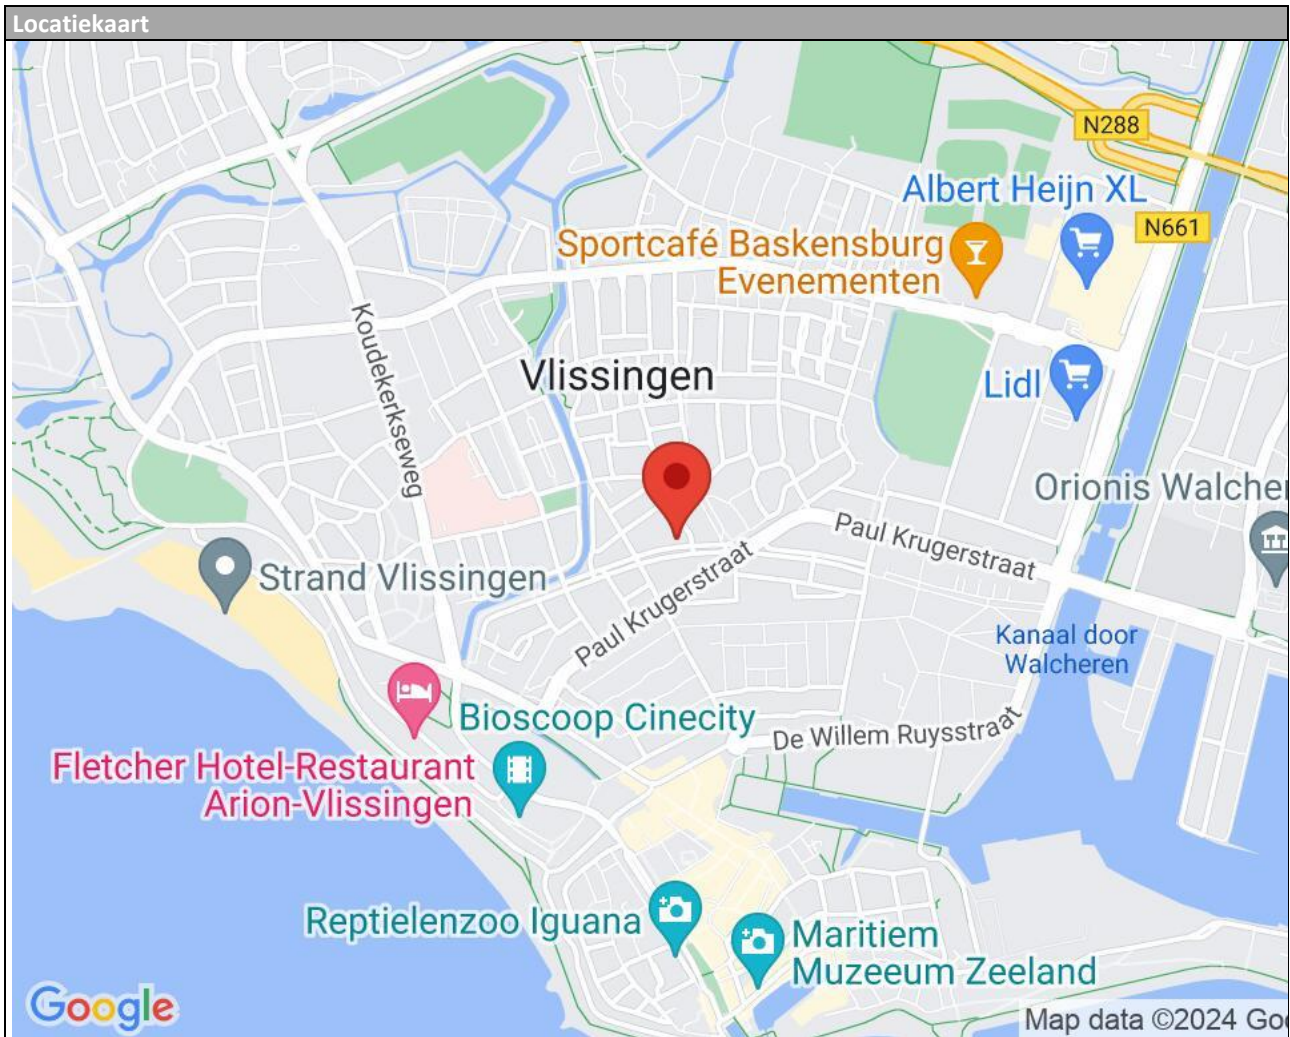 Locatiekaart
N288
Albert Heijn XL
N661
Sportcafé Baskensburg
Evenementen
Koudekerkseweg
Vlissingen
Lidl
Orionis Walcher
Paul Krugerstraat
Strand Vlissingen
Paul Krugerstraat
Kanaal door
Walcheren
Bioscoop Cinecity
De Willem Ruysstraat
Fletcher Hotel-Restaurant
Arion-Vlissingen
Reptielenzoo Iguana
Maritiem
Muzeeum Zeeland
Google
Map data ©2024 Goo